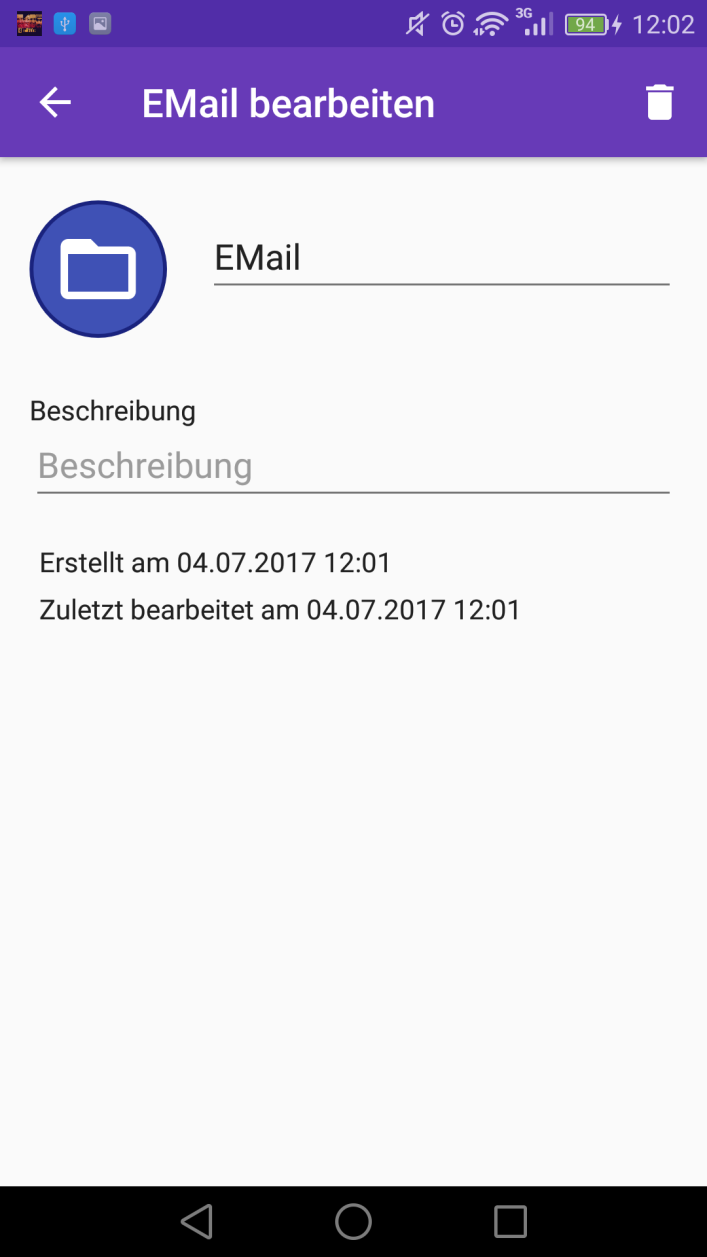 3G 94 12:02
EMail bearbeiten
EMail
Beschreibung
Beschreibung
Erstellt am 04.07.2017 12:01
Zuletzt bearbeitet am 04.07.2017 12:01